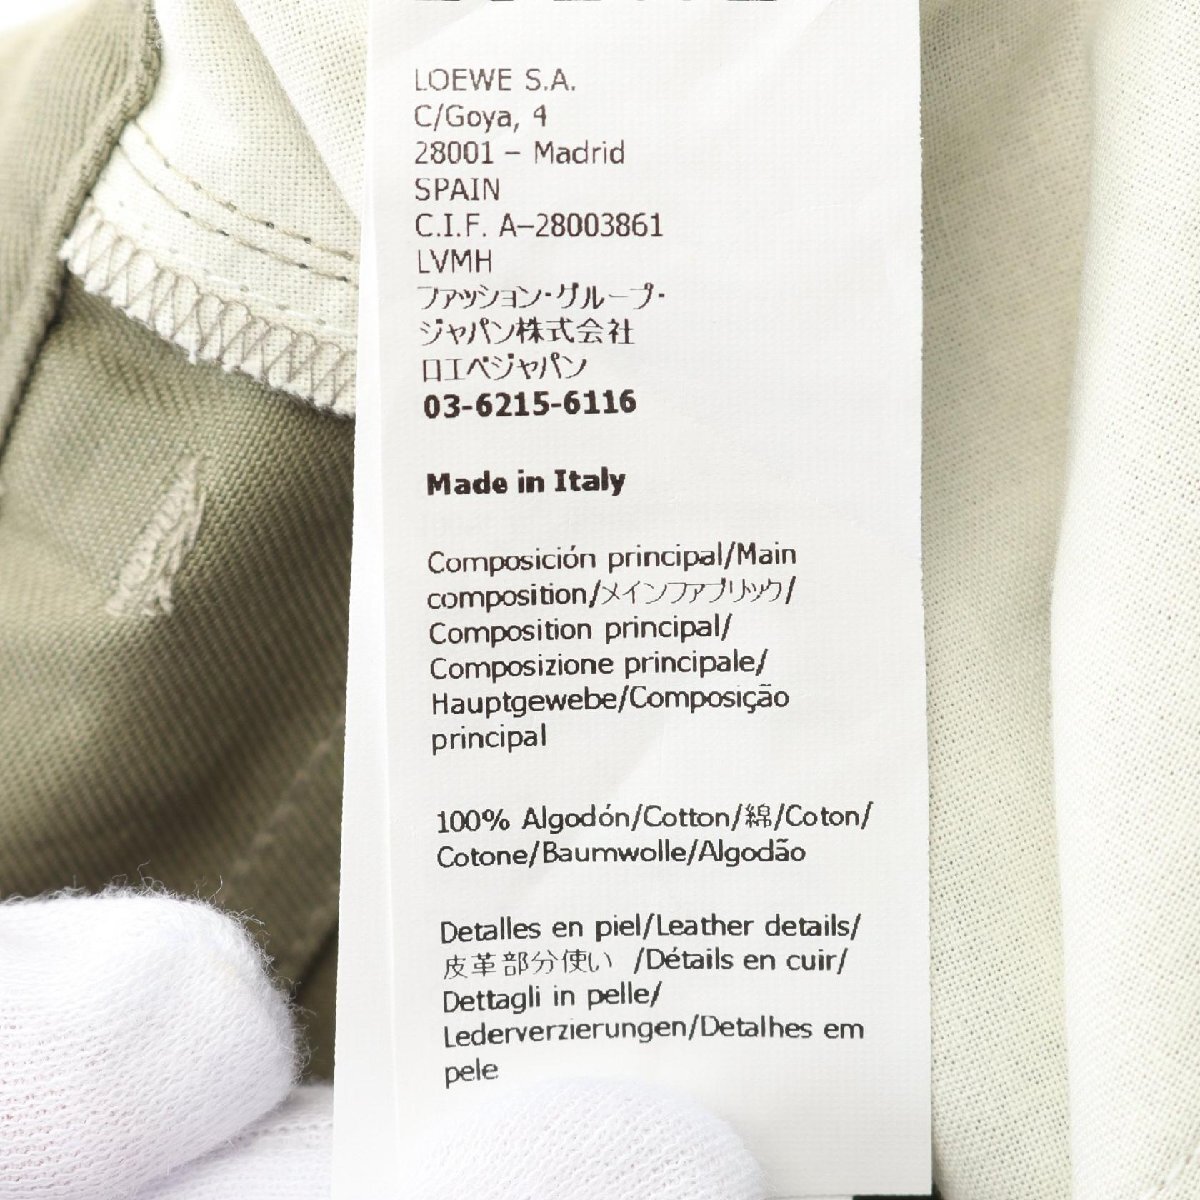 LOEWE S.A.
C/Goya, 4
28001 – Madrid
SPAIN
C.I.F. A–28003861
LVMH
ファッション・グループ・
ジャパン株式会社
ロエベジャパン
03-6215-6116
Made in Italy
Composición principal/Main
composition/メインファブリック/
Composition principal/
Composizione principale/
Hauptgewebe/Composição
principal
100% Algodón/Cotton/綿/Coton/
Cotone/Baumwolle/Algodão
Detalles en piel/Leather details/
皮革部分使い /Détails en cuir/
Dettagli in pelle/
Lederverzierungen/Detalhes em
pele